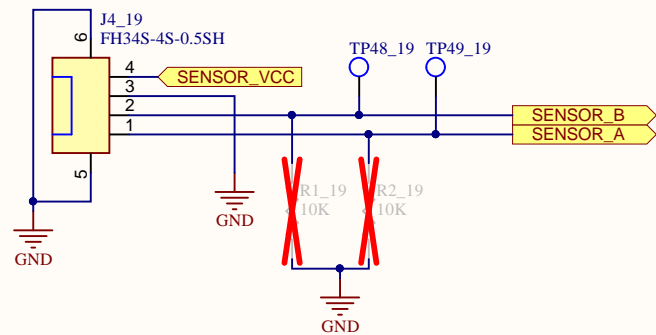 J4_19
FH34S-4S-0.5SH
6
4
3
2
1
5
SENSOR_VCC
TP48_19
TP49_19
SENSOR_B
SENSOR_A
R1_19
10K
R2_19
10K
GND
GND
GND